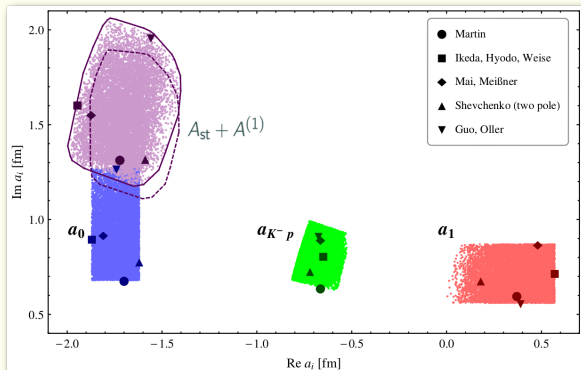 Martin
Ikeda, Hyodo, Weise
Mai, Meißner
Shevchenko (two pole)
Guo, Oller
A_st + A^(1)
a_0
a_{K^- p}
a_1
2.0
1.5
1.0
0.5
−2.0
−1.5
−1.0
−0.5
0.0
0.5
Im a_i [fm]
Re a_i [fm]